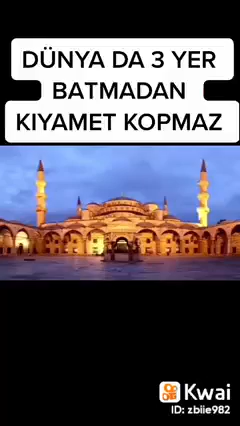 DÜNYA DA 3 YER
BATMADAN
KIYAMET KOPMAZ
Kwai
ID: zbiie982